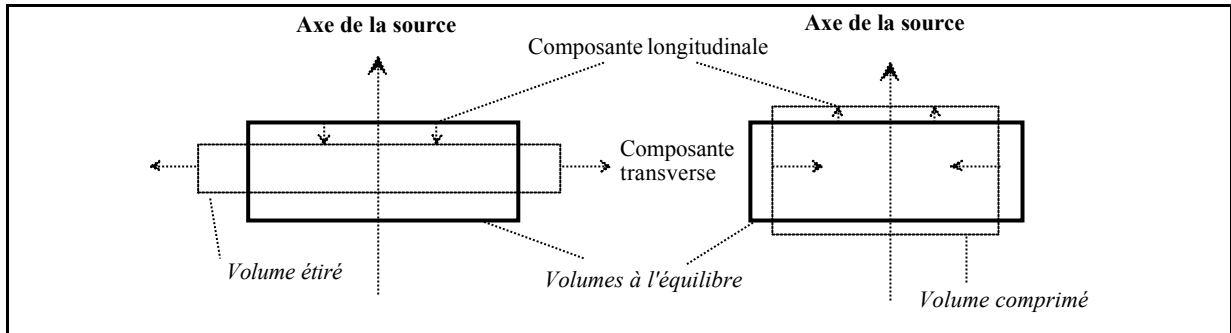 Axe de la source
Axe de la source
Composante longitudinale
Composante
transverse
Volume étiré
Volumes à l'équilibre
Volume comprimé